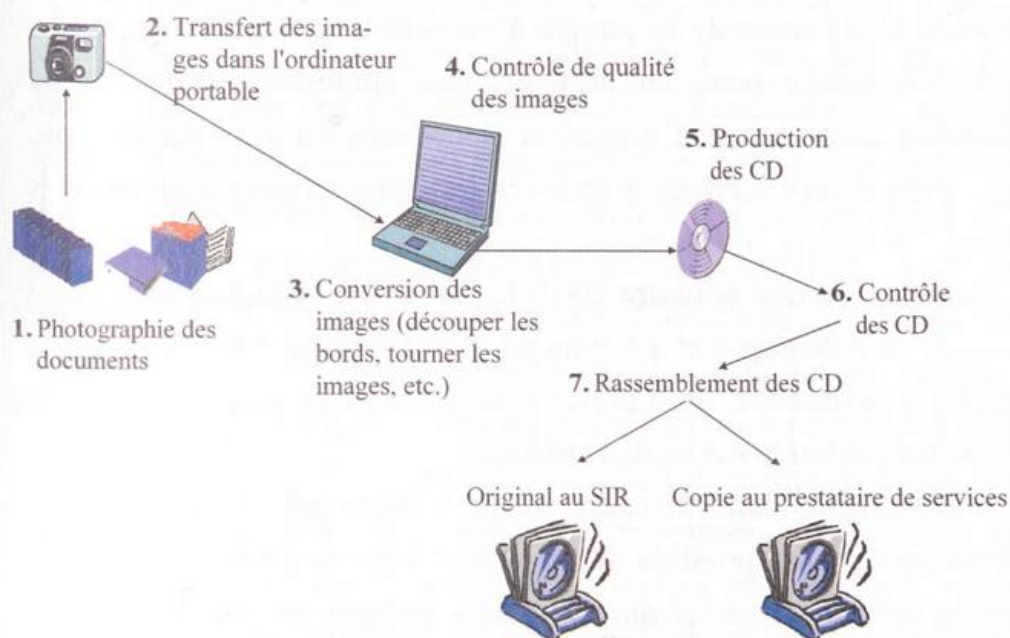 2. Transfert des ima-
ges dans l'ordinateur
portable
4. Contrôle de qualité
des images
5. Production
des CD
3. Conversion des
images (découper les
bords, tourner les
images, etc.)
6. Contrôle
des CD
1. Photographie des
documents
7. Rassemblement des CD
Original au SIR
Copie au prestataire de services